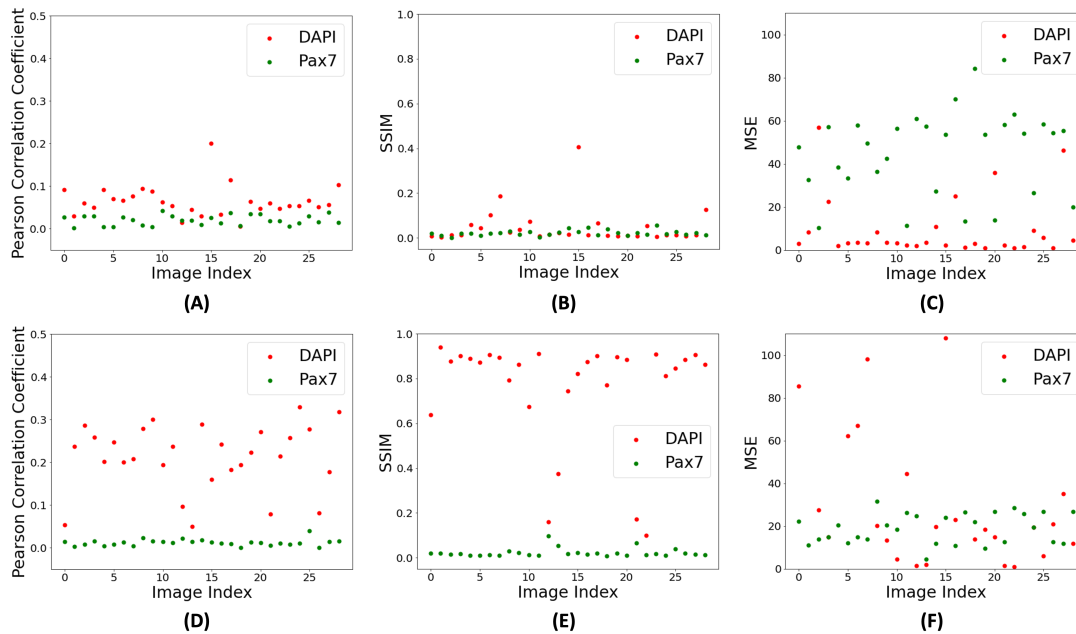 0.5
0.4
0.3
0.2
0.1
0.0
Pearson Correlation Coefficient
DAPI
Pax7
0 5 10 15 20 25
Image Index
(A)
1.0
0.8
0.6
0.4
0.2
0.0
SSIM
DAPI
Pax7
0 5 10 15 20 25
Image Index
(B)
100
80
60
40
20
0
MSE
DAPI
Pax7
0 5 10 15 20 25
Image Index
(C)
0.5
0.4
0.3
0.2
0.1
0.0
Pearson Correlation Coefficient
DAPI
Pax7
0 5 10 15 20 25
Image Index
(D)
1.0
0.8
0.6
0.4
0.2
0.0
SSIM
DAPI
Pax7
0 5 10 15 20 25
Image Index
(E)
100
80
60
40
20
0
MSE
DAPI
Pax7
0 5 10 15 20 25
Image Index
(F)